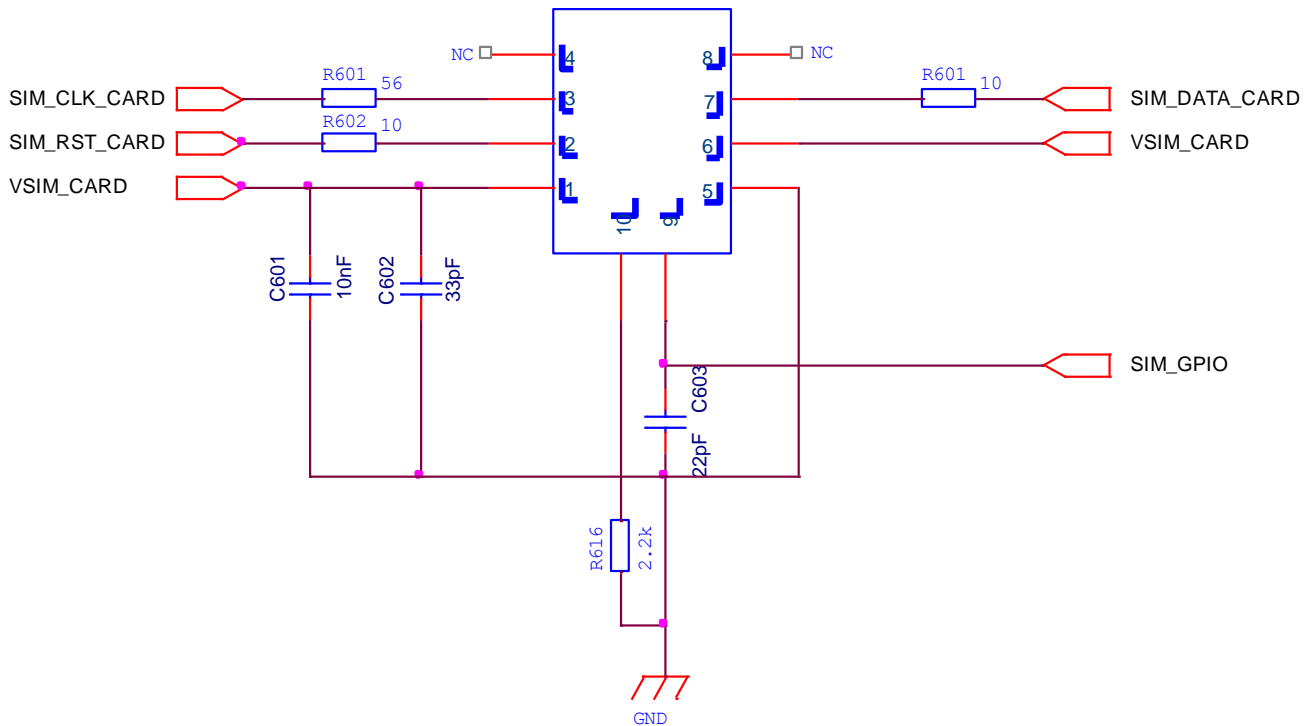 NC
4
8
NC
R601
56
SIM_CLK_CARD
3
7
R601
10
SIM_DATA_CARD
R602
10
SIM_RST_CARD
2
6
VSIM_CARD
VSIM_CARD
1
5
10
9
C601
10nF
C602
33pF
SIM_GPIO
C603
22pF
R616
2.2k
GND